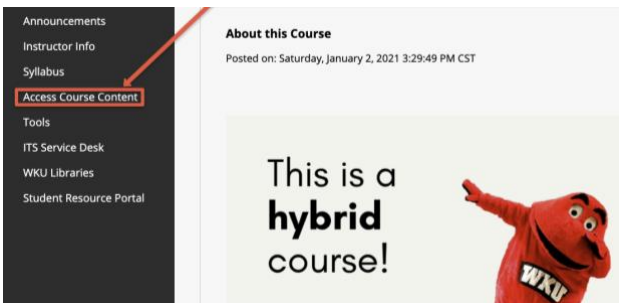 Announcements
Instructor Info
Syllabus
Access Course Content
Tools
ITS Service Desk
WKU Libraries
Student Resource Portal
About this Course
Posted on: Saturday, January 2, 2021 3:29:49 PM CST
This is a
hybrid
course!
WKU